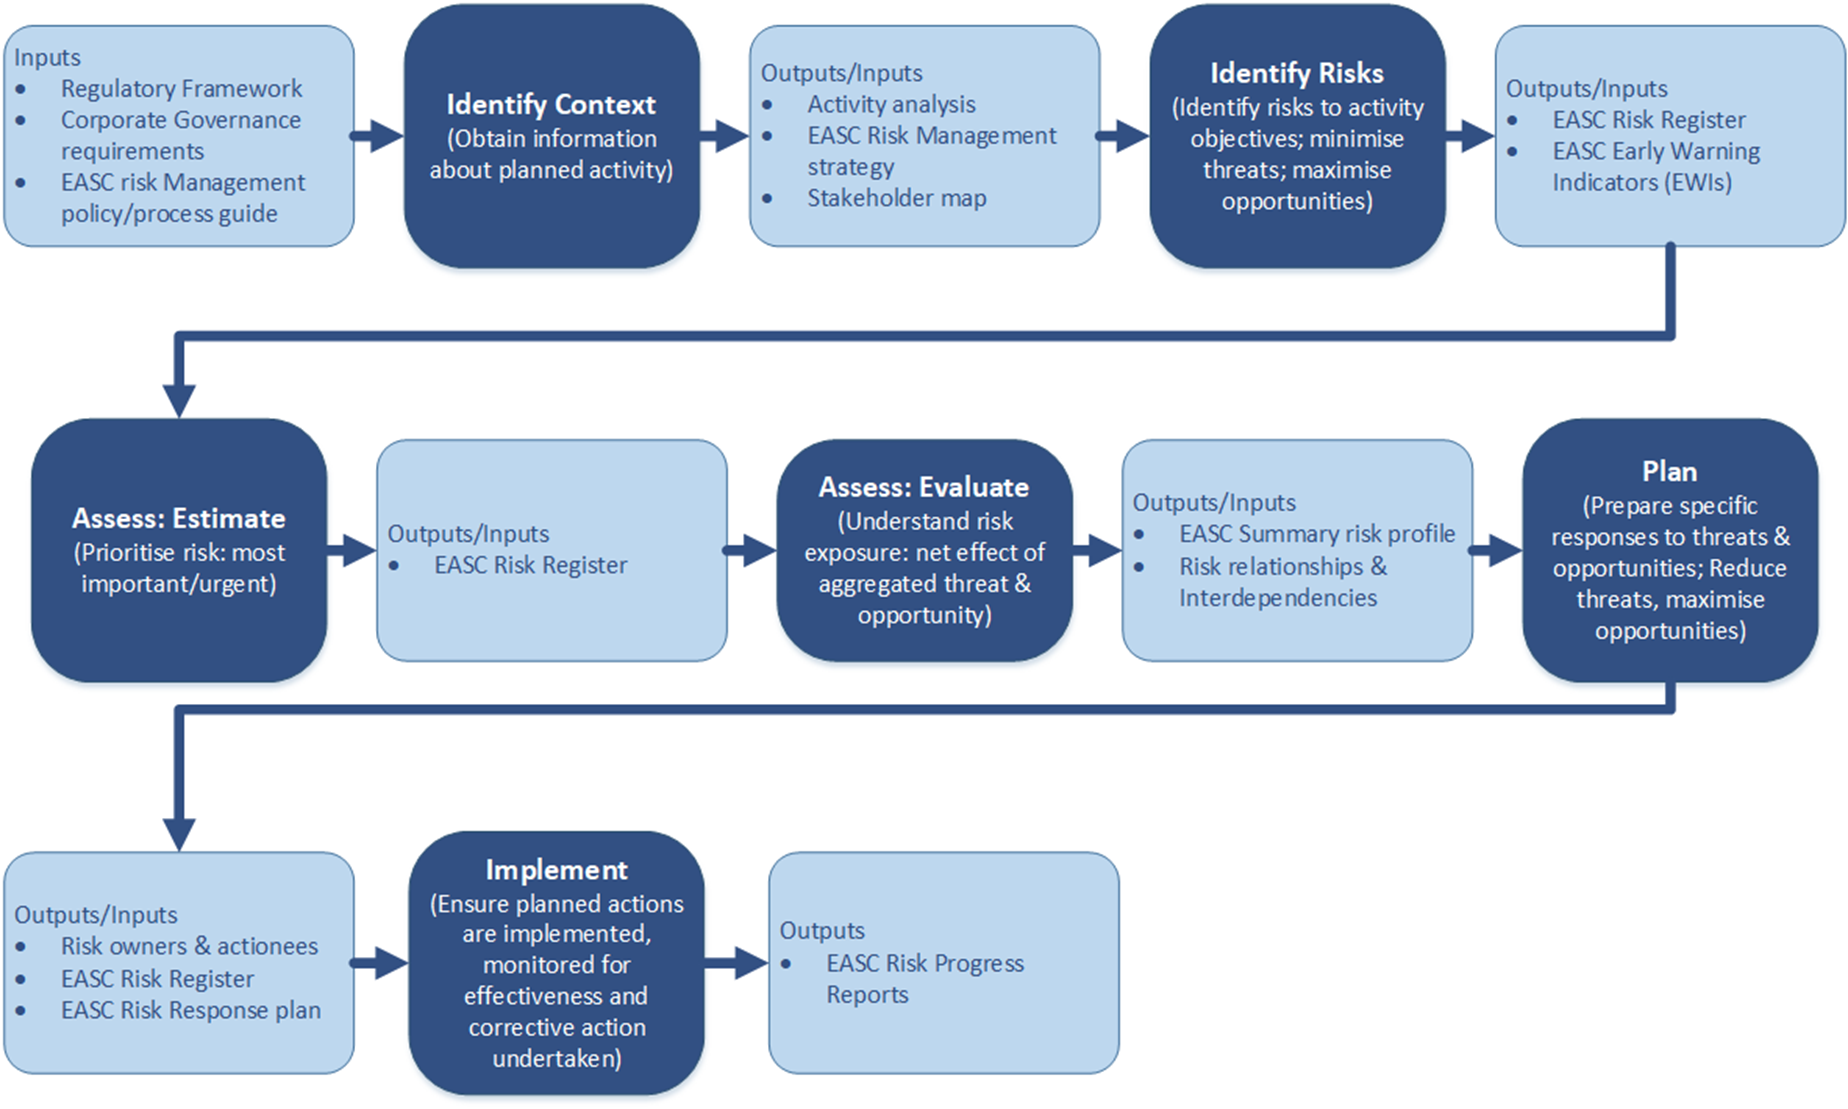 Inputs
• Regulatory Framework
• Corporate Governance
requirements
• EASC risk Management
policy/process guide
Identify Context
(Obtain information
about planned activity)
Outputs/Inputs
• Activity analysis
• EASC Risk Management
strategy
• Stakeholder map
Identify Risks
(Identify risks to activity
objectives; minimise
threats; maximise
opportunities)
Outputs/Inputs
• EASC Risk Register
• EASC Early Warning
Indicators (EWIs)
Assess: Estimate
(Prioritise risk: most
important/urgent)
Outputs/Inputs
• EASC Risk Register
Assess: Evaluate
(Understand risk
exposure: net effect of
aggregated threat &
opportunity)
Outputs/Inputs
• EASC Summary risk profile
• Risk relationships &
Interdependencies
Plan
(Prepare specific
responses to threats &
opportunities; Reduce
threats, maximise
opportunities)
Outputs/Inputs
• Risk owners & actionees
• EASC Risk Register
• EASC Risk Response plan
Implement
(Ensure planned actions
are implemented,
monitored for
effectiveness and
corrective action
undertaken)
Outputs
• EASC Risk Progress
Reports